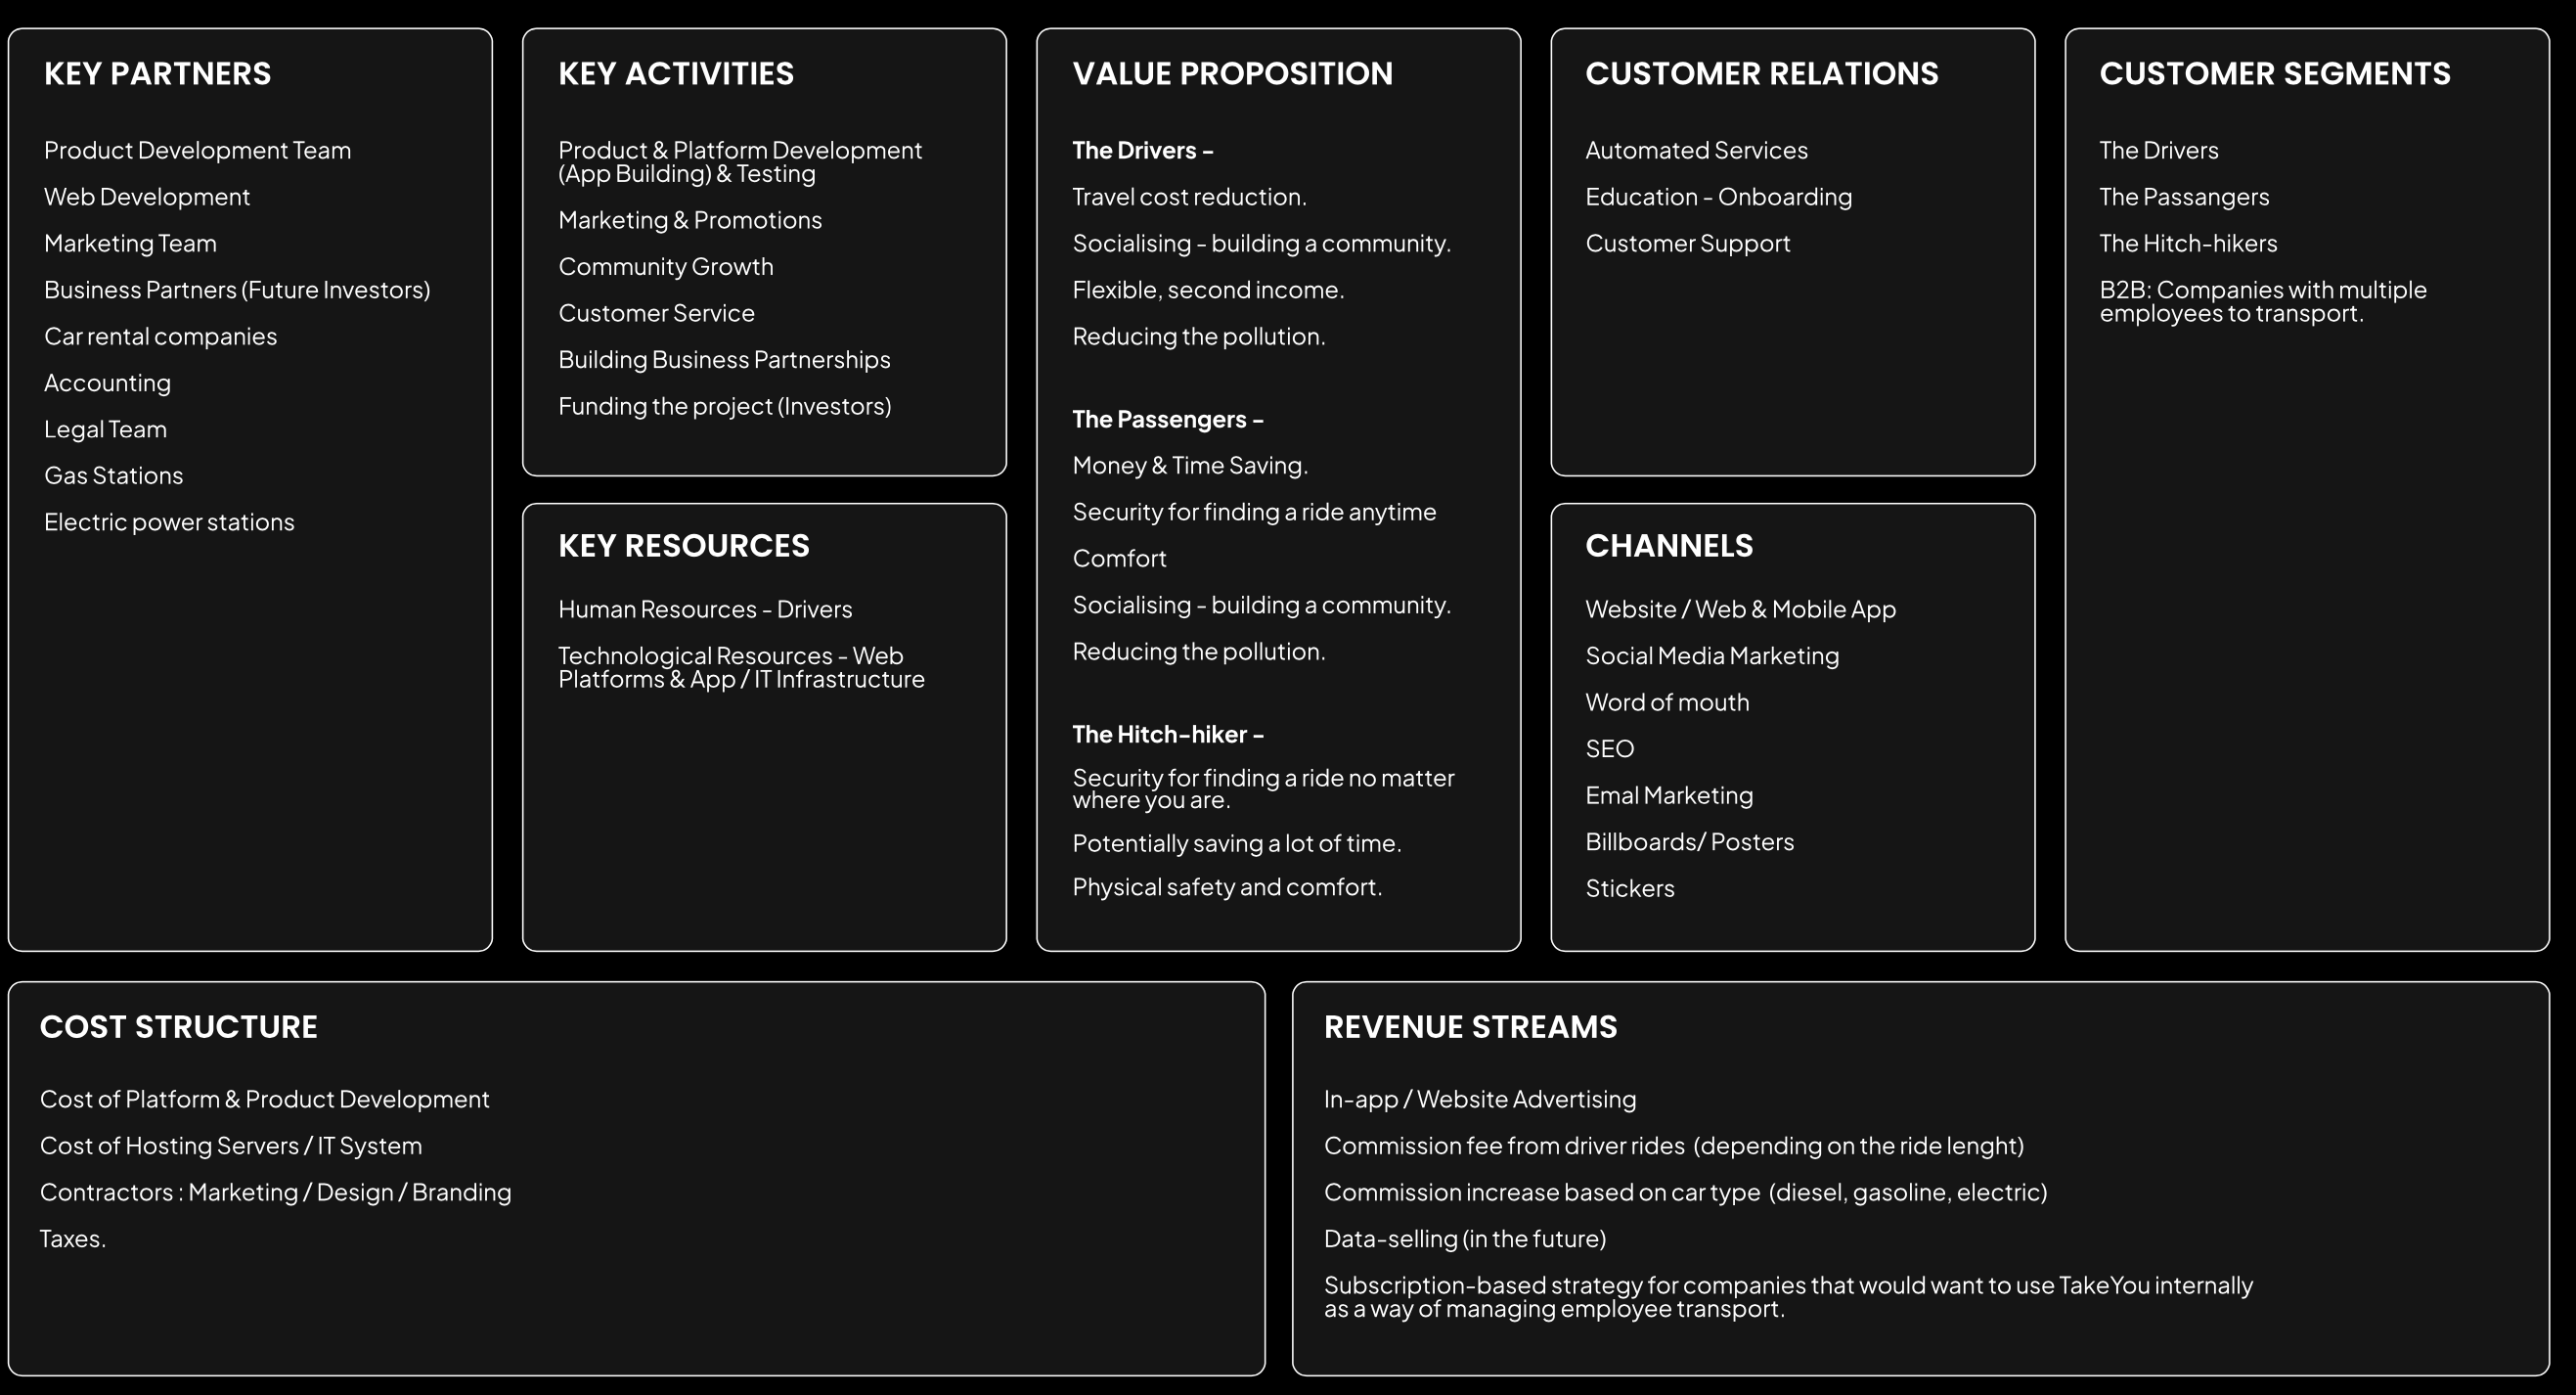 KEY PARTNERS
Product Development Team
Web Development
Marketing Team
Business Partners (Future Investors)
Car rental companies
Accounting
Legal Team
Gas Stations
Electric power stations
KEY ACTIVITIES
Product & Platform Development
(App Building) & Testing
Marketing & Promotions
Community Growth
Customer Service
Building Business Partnerships
Funding the project (Investors)
KEY RESOURCES
Human Resources - Drivers
Technological Resources - Web
Platforms & App / IT Infrastructure
VALUE PROPOSITION
The Drivers -
Travel cost reduction.
Socialising - building a community.
Flexible, second income.
Reducing the pollution.
The Passengers -
Money & Time Saving.
Security for finding a ride anytime
Comfort
Socialising - building a community.
Reducing the pollution.
The Hitch-hiker -
Security for finding a ride no matter
where you are.
Potentially saving a lot of time.
Physical safety and comfort.
CUSTOMER RELATIONS
Automated Services
Education - Onboarding
Customer Support
CHANNELS
Website / Web & Mobile App
Social Media Marketing
Word of mouth
SEO
Emal Marketing
Billboards/ Posters
Stickers
CUSTOMER SEGMENTS
The Drivers
The Passangers
The Hitch-hikers
B2B: Companies with multiple
employees to transport.
COST STRUCTURE
Cost of Platform & Product Development
Cost of Hosting Servers / IT System
Contractors : Marketing / Design / Branding
Taxes.
REVENUE STREAMS
In-app / Website Advertising
Commission fee from driver rides (depending on the ride lenght)
Commission increase based on car type (diesel, gasoline, electric)
Data-selling (in the future)
Subscription-based strategy for companies that would want to use TakeYou internally
as a way of managing employee transport.